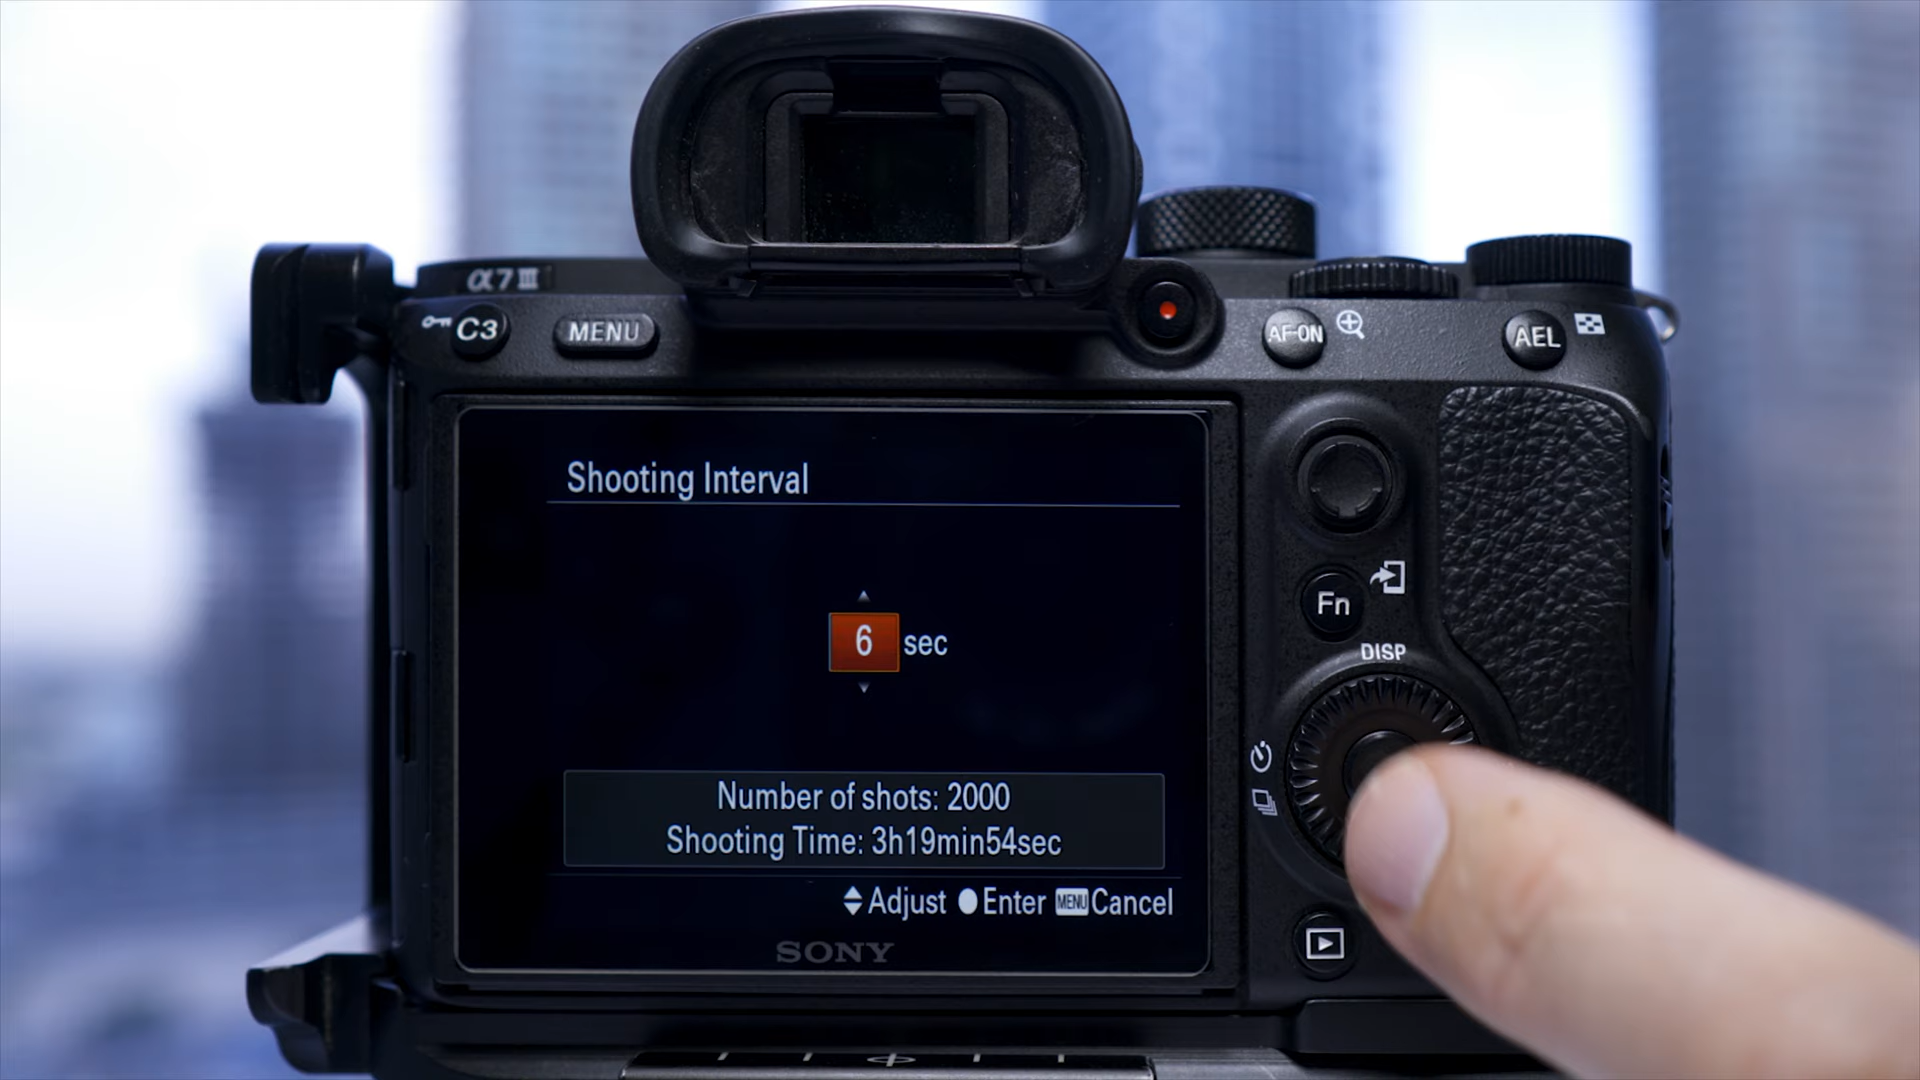 α7III
C3
MENU
AF-ON
AEL
Shooting Interval
6 sec
Fn
DISP
Number of shots: 2000
Shooting Time: 3h19min54sec
Adjust Enter MENU Cancel
SONY